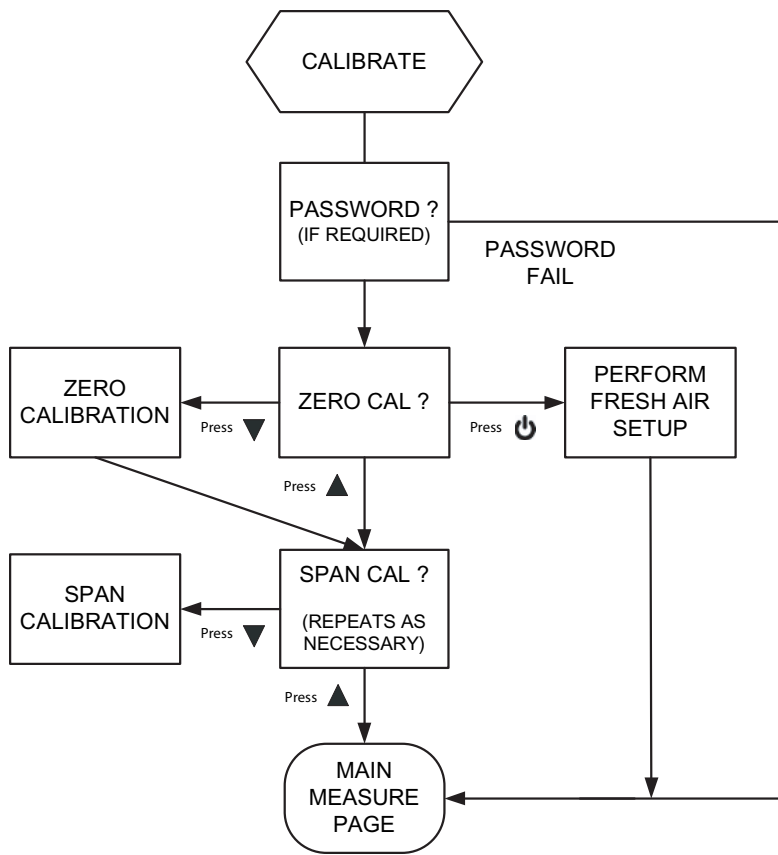 CALIBRATE
PASSWORD ?
(IF REQUIRED)
PASSWORD
FAIL
ZERO
CALIBRATION
Press
ZERO CAL ?
Press
PERFORM
FRESH AIR
SETUP
Press
SPAN
CALIBRATION
Press
SPAN CAL ?
(REPEATS AS
NECESSARY)
Press
MAIN
MEASURE
PAGE